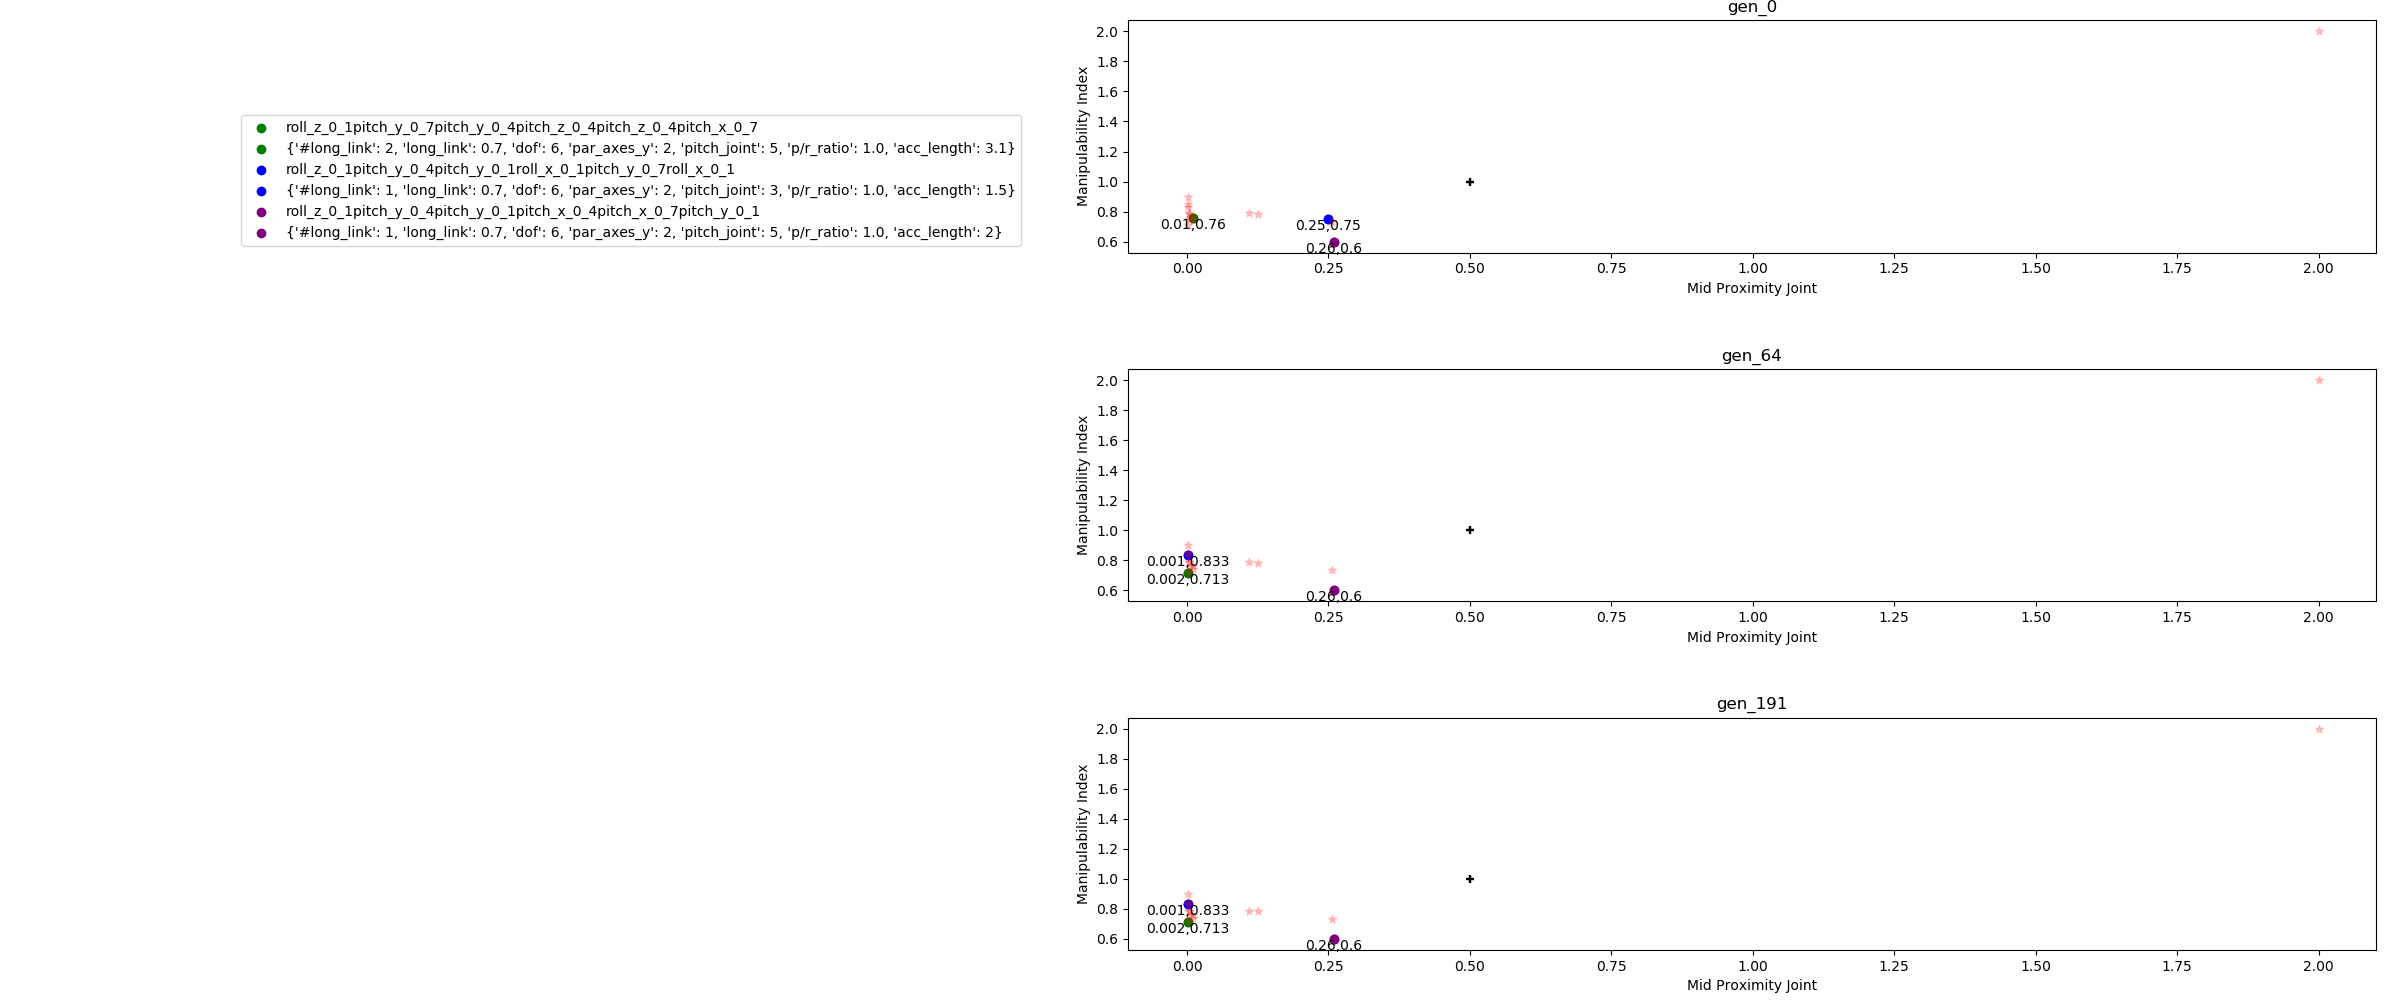 roll_z_0_1pitch_y_0_7pitch_y_0_4pitch_z_0_4pitch_z_0_4pitch_x_0_7
{'#long_link': 2, 'long_link': 0.7, 'dof': 6, 'par_axes_y': 2, 'pitch_joint': 5, 'p/r_ratio': 1.0, 'acc_length': 3.1}
roll_z_0_1pitch_y_0_4pitch_y_0_1roll_x_0_1pitch_y_0_7roll_x_0_1
{'#long_link': 1, 'long_link': 0.7, 'dof': 6, 'par_axes_y': 2, 'pitch_joint': 3, 'p/r_ratio': 1.0, 'acc_length': 1.5}
roll_z_0_1pitch_y_0_4pitch_y_0_1pitch_x_0_4pitch_x_0_7pitch_y_0_1
{'#long_link': 1, 'long_link': 0.7, 'dof': 6, 'par_axes_y': 2, 'pitch_joint': 5, 'p/r_ratio': 1.0, 'acc_length': 2}
gen_0
Manipulability Index
2.0
1.8
1.6
1.4
1.2
1.0
0.8
0.6
0.01,0.76
0.25,0.75
0.26,0.6
0.00 0.25 0.50 0.75 1.00 1.25 1.50 1.75 2.00
Mid Proximity Joint
gen_64
Manipulability Index
2.0
1.8
1.6
1.4
1.2
1.0
0.8
0.6
0.001,0.833
0.002,0.713
0.26,0.6
0.00 0.25 0.50 0.75 1.00 1.25 1.50 1.75 2.00
Mid Proximity Joint
gen_191
Manipulability Index
2.0
1.8
1.6
1.4
1.2
1.0
0.8
0.6
0.001,0.833
0.002,0.713
0.26,0.6
0.00 0.25 0.50 0.75 1.00 1.25 1.50 1.75 2.00
Mid Proximity Joint